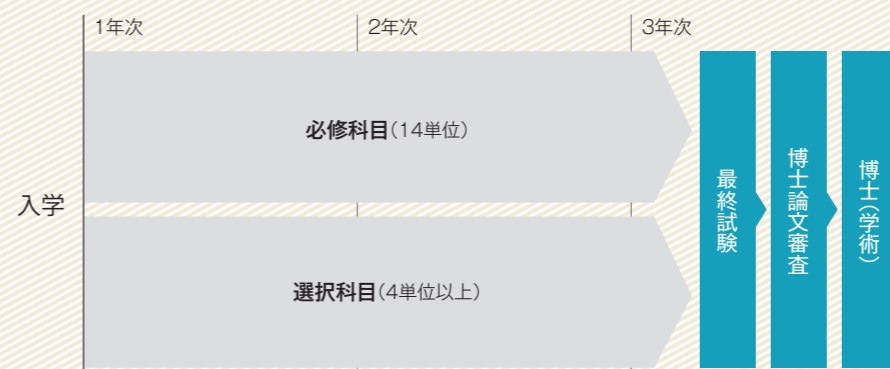 1年次
2年次
3年次
入学
必修科目(14単位)
選択科目(4単位以上)
最終試験
博士論文審査
博士(学術)